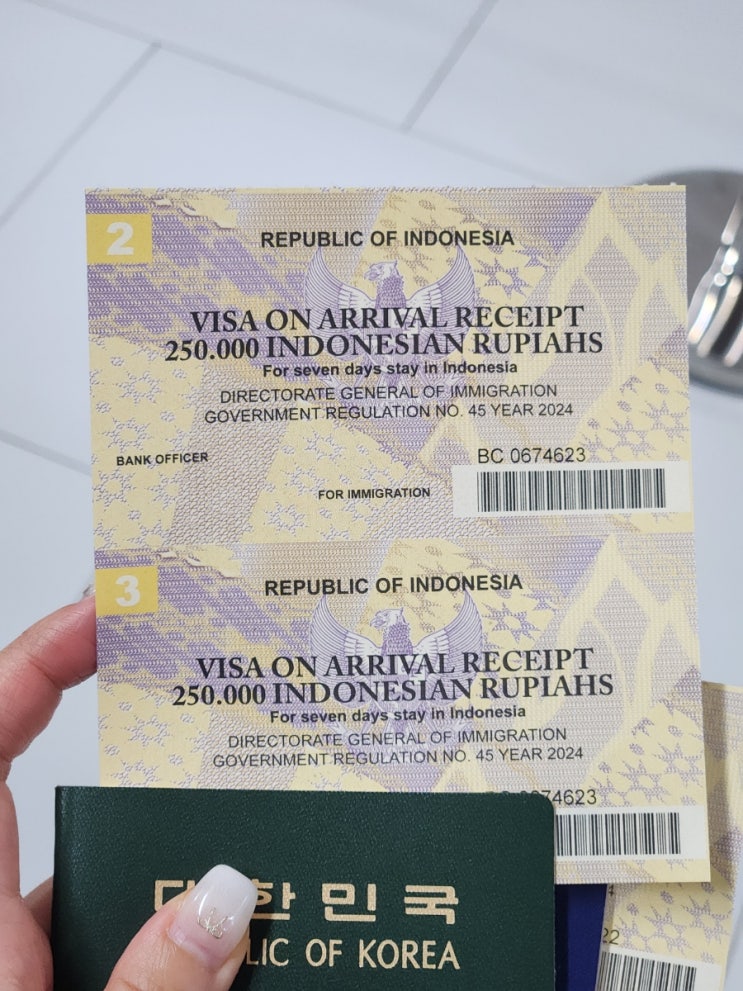 2
REPUBLIC OF INDONESIA
VISA ON ARRIVAL RECEIPT
250.000 INDONESIAN RUPIAHS
For seven days stay in Indonesia
DIRECTORATE GENERAL OF IMMIGRATION
GOVERNMENT REGULATION NO. 45 YEAR 2024
BANK OFFICER
BC 0674623
FOR IMMIGRATION
3
REPUBLIC OF INDONESIA
VISA ON ARRIVAL RECEIPT
250.000 INDONESIAN RUPIAHS
For seven days stay in Indonesia
DIRECTORATE GENERAL OF IMMIGRATION
GOVERNMENT REGULATION NO. 45 YEAR 2024
74623
대한민국
LIC OF KOREA
22